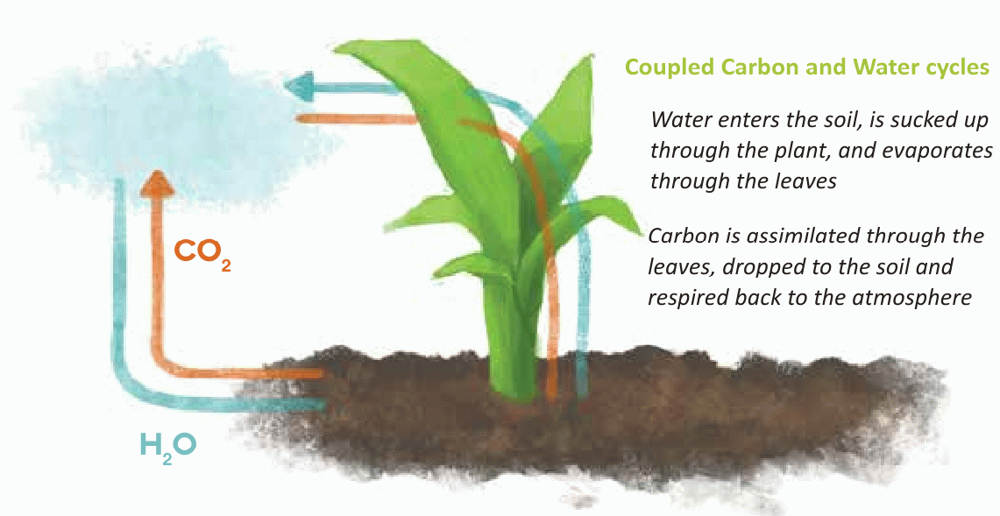 Coupled Carbon and Water cycles
Water enters the soil, is sucked up
through the plant, and evaporates
through the leaves
Carbon is assimilated through the
leaves, dropped to the soil and
respired back to the atmosphere
CO₂
H₂O